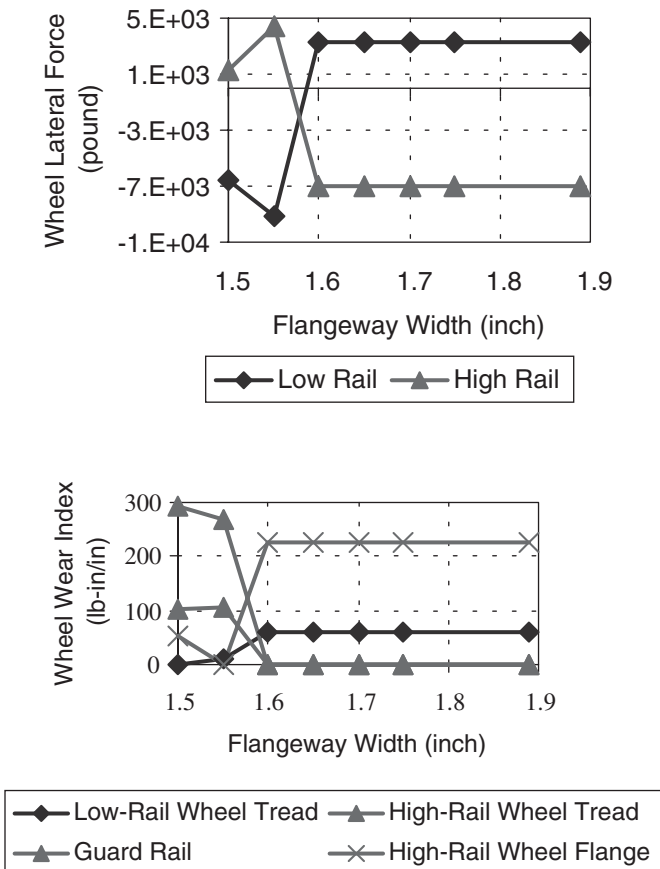 Wheel Lateral Force
(pound)
5.E+03
1.E+03
-3.E+03
-7.E+03
-1.E+04
1.5 1.6 1.7 1.8 1.9
Flangeway Width (inch)
Low Rail High Rail
Wheel Wear Index
(lb-in/in)
300
200
100
0
1.5 1.6 1.7 1.8 1.9
Flangeway Width (inch)
Low-Rail Wheel Tread High-Rail Wheel Tread
Guard Rail High-Rail Wheel Flange